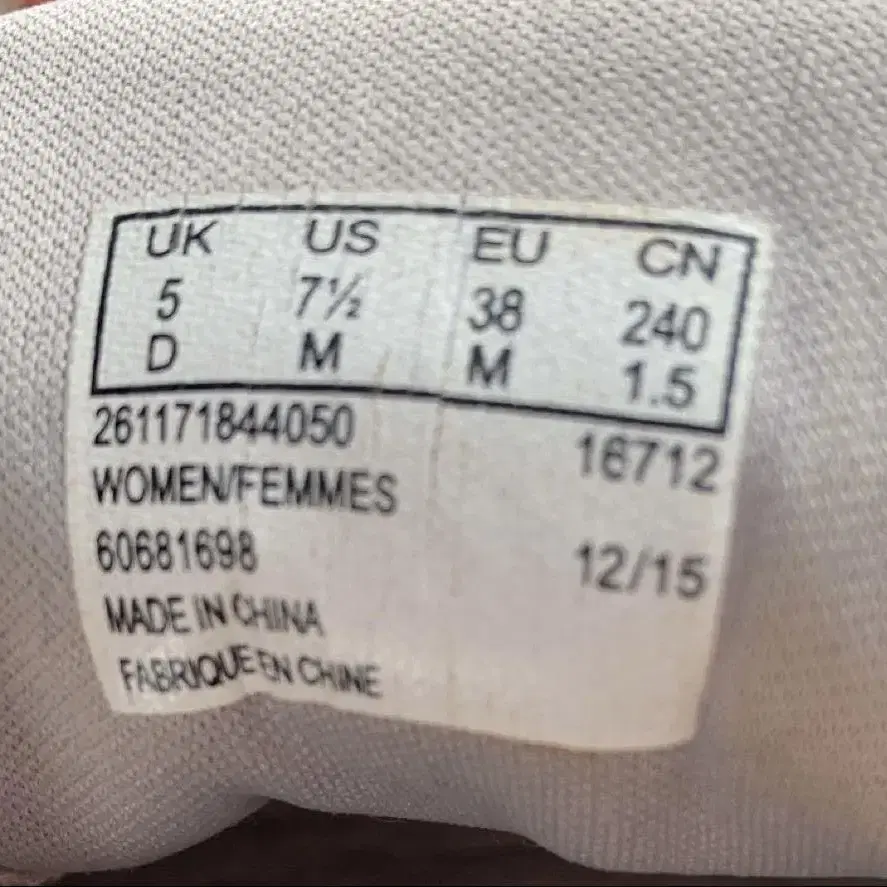 UK US EU CN
5 7½ 38 240
D M M 1.5
261171844050 16712
WOMEN/FEMMES
60681698 12/15
MADE IN CHINA
FABRIQUE EN CHINE